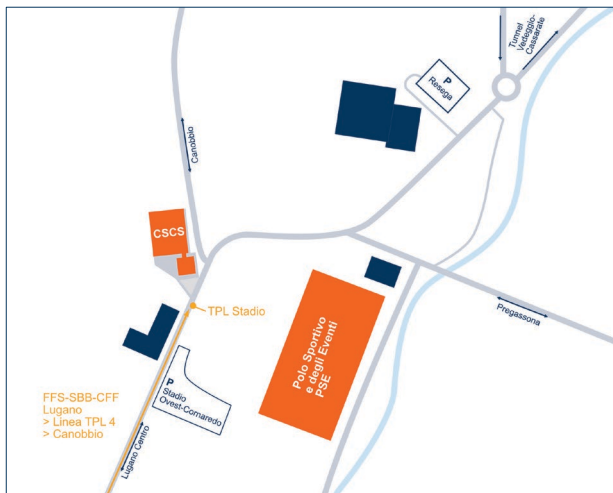 Tunnel
Vedeggio-
Cassarate
P
Resega
Canobbio
CSCS
TPL Stadio
Polo Sportivo
e degli Eventi
PSE
Pregassona
P
Stadio
Ovest-Cornaredo
FFS-SBB-CFF
Lugano
> Linea TPL 4
> Canobbio
Lugano Centro